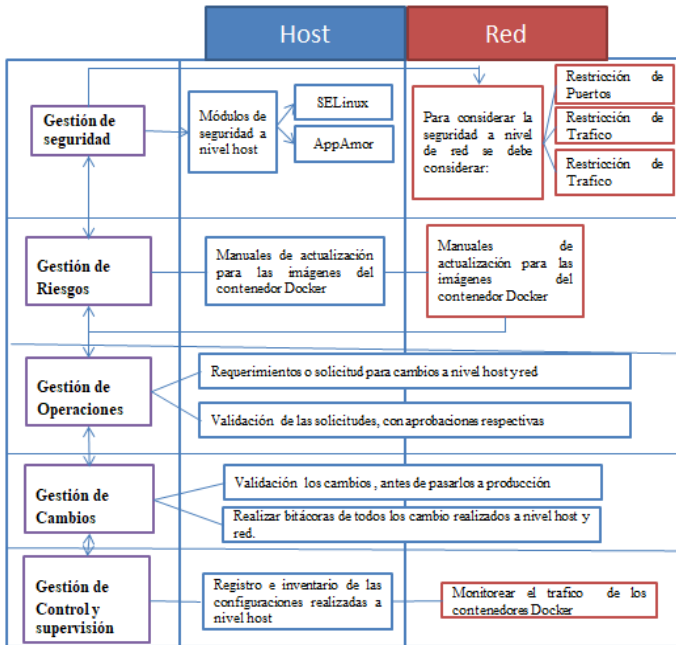 Host
Red
Gestión de
seguridad
Módulos de
seguridad a
nivel host
SELinux
AppAmor
Para considerar la
seguridad a nivel
de red se debe
considerar:
Restricción de
Puertos
Restricción de
Trafico
Restricción de
Trafico
Gestión de
Riesgos
Manuales de actualización
para las imágenes del
contenedor Docker
Manuales de
actualización para las
imágenes del
contenedor Docker
Gestión de
Operaciones
Requerimientos o solicitud para cambios a nivel host y red
Validación de las solicitudes, con aprobaciones respectivas
Gestión de
Cambios
Validación los cambios , antes de pasarlos a producción
Realizar bitácoras de todos los cambio realizados a nivel host y
red.
Gestión de
Control y
supervisión
Registro e inventario de las
configuraciones realizadas a
nivel host
Monitorear el trafico de los
contenedores Docker